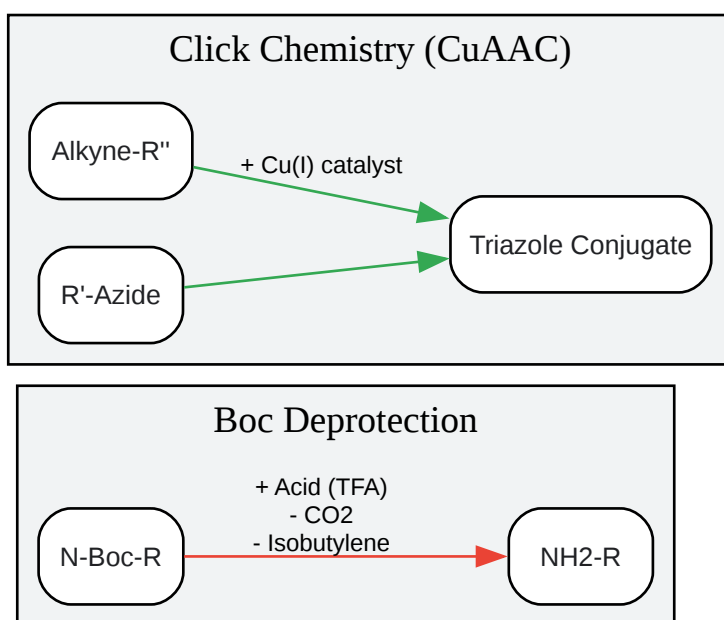 Click Chemistry (CuAAC)
Alkyne-R"
+ Cu(I) catalyst
Triazole Conjugate
R'-Azide
Boc Deprotection
+ Acid (TFA)
- CO2
- Isobutylene
N-Boc-R
NH2-R